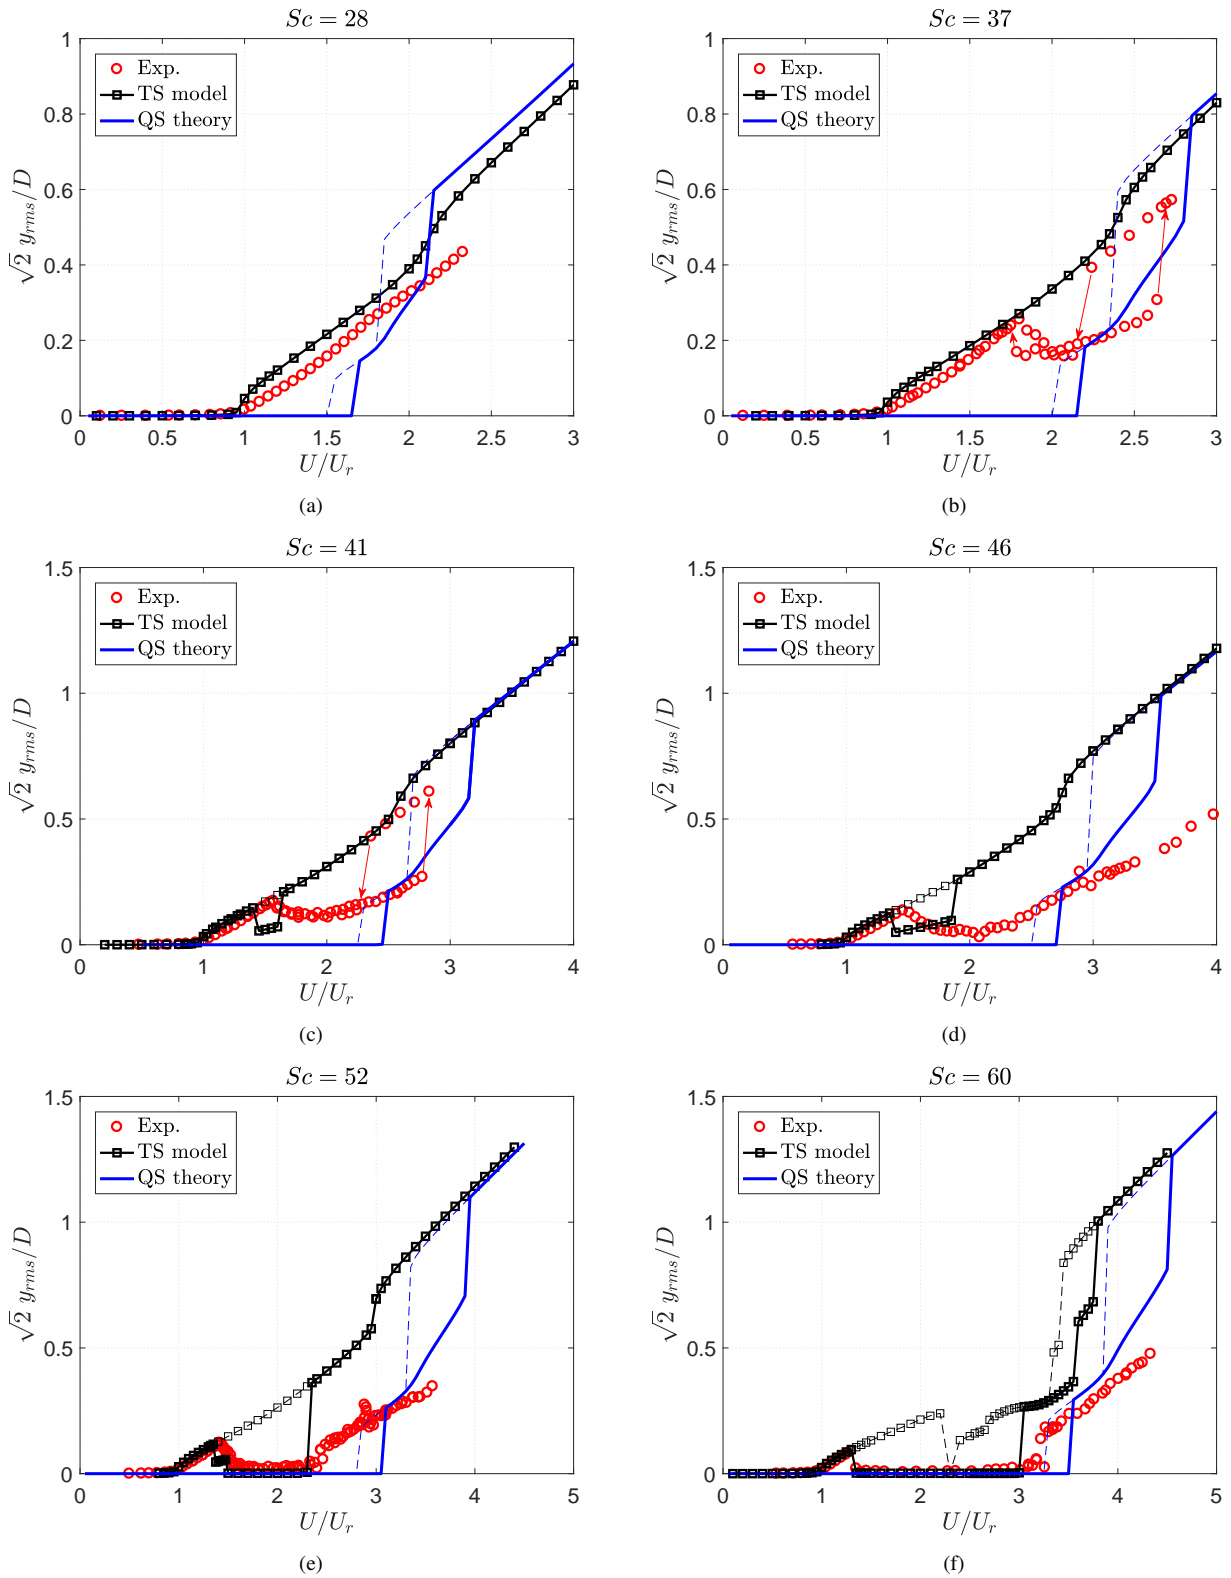 Sc = 28
1
0.8
0.6
0.4
0.2
0
0 0.5 1 1.5 2 2.5 3
√2 y_rms/D
U/U_r
Exp.
TS model
QS theory
(a)
Sc = 37
1
0.8
0.6
0.4
0.2
0
0 0.5 1 1.5 2 2.5 3
√2 y_rms/D
U/U_r
Exp.
TS model
QS theory
(b)
Sc = 41
1.5
1
0.5
0
0 1 2 3 4
√2 y_rms/D
U/U_r
Exp.
TS model
QS theory
(c)
Sc = 46
1.5
1
0.5
0
0 1 2 3 4
√2 y_rms/D
U/U_r
Exp.
TS model
QS theory
(d)
Sc = 52
1.5
1
0.5
0
0 1 2 3 4 5
√2 y_rms/D
U/U_r
Exp.
TS model
QS theory
(e)
Sc = 60
1.5
1
0.5
0
0 1 2 3 4 5
√2 y_rms/D
U/U_r
Exp.
TS model
QS theory
(f)